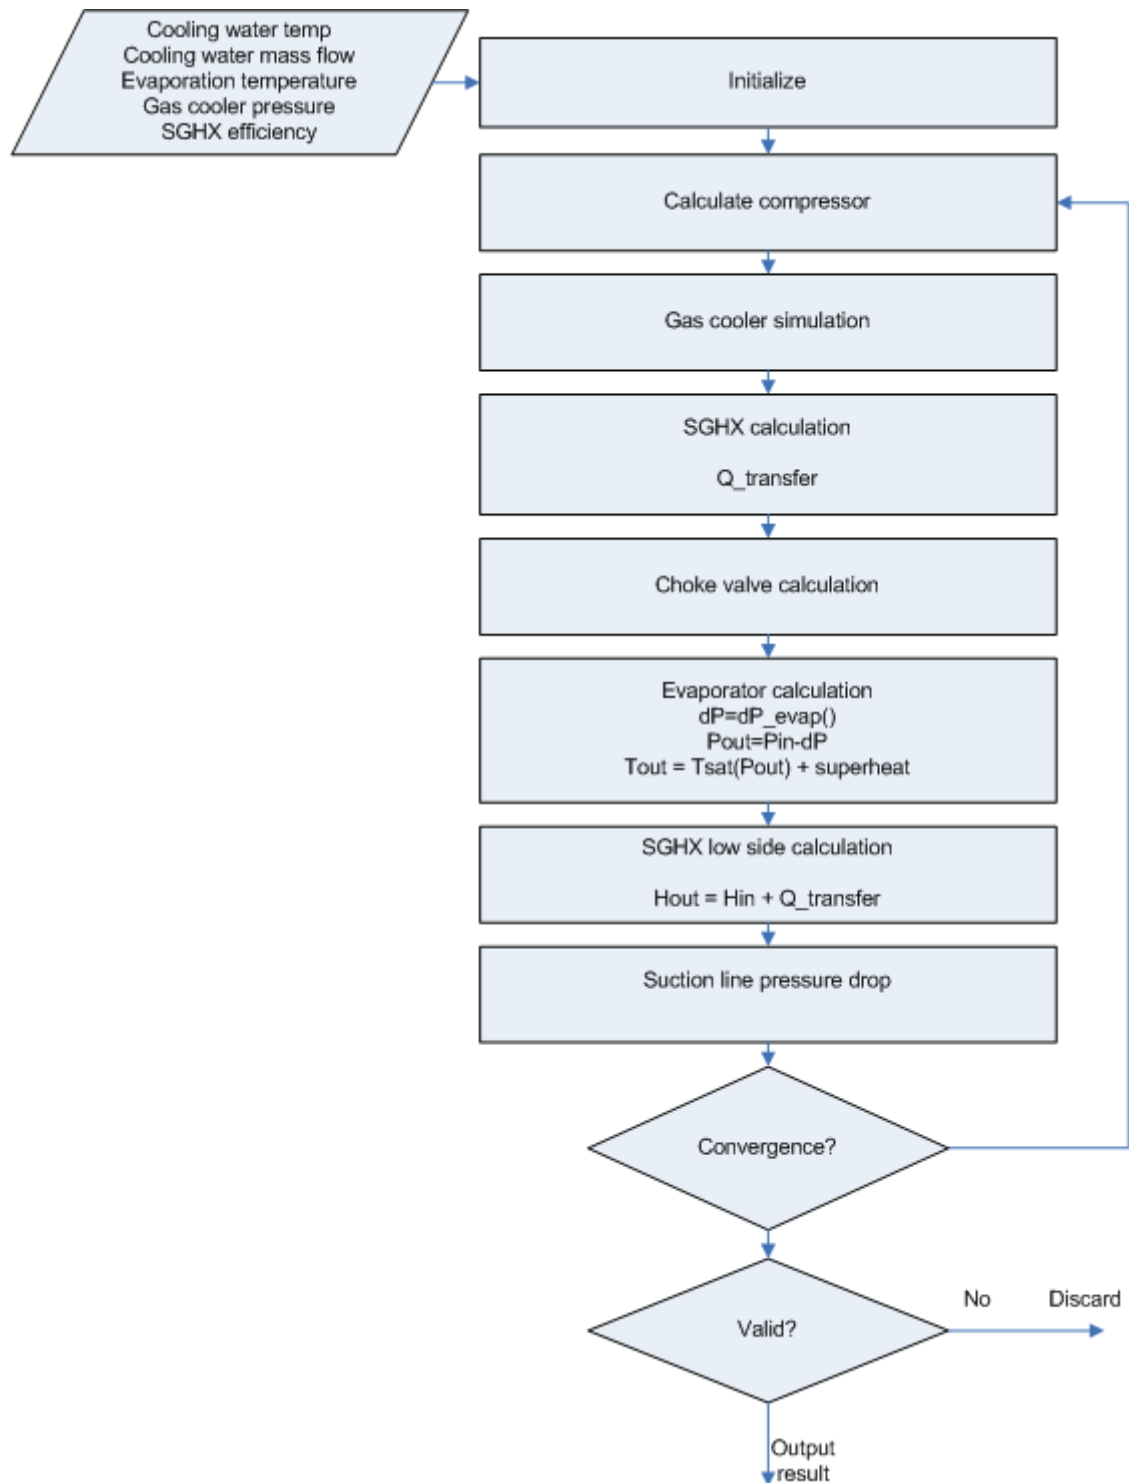 Cooling water temp
Cooling water mass flow
Evaporation temperature
Gas cooler pressure
SGHX efficiency
Initialize
Calculate compressor
Gas cooler simulation
SGHX calculation
Q_transfer
Choke valve calculation
Evaporator calculation
dP=dP_evap()
Pout=Pin-dP
Tout = Tsat(Pout) + superheat
SGHX low side calculation
Hout = Hin + Q_transfer
Suction line pressure drop
Convergence?
Valid?
No
Discard
Output
result